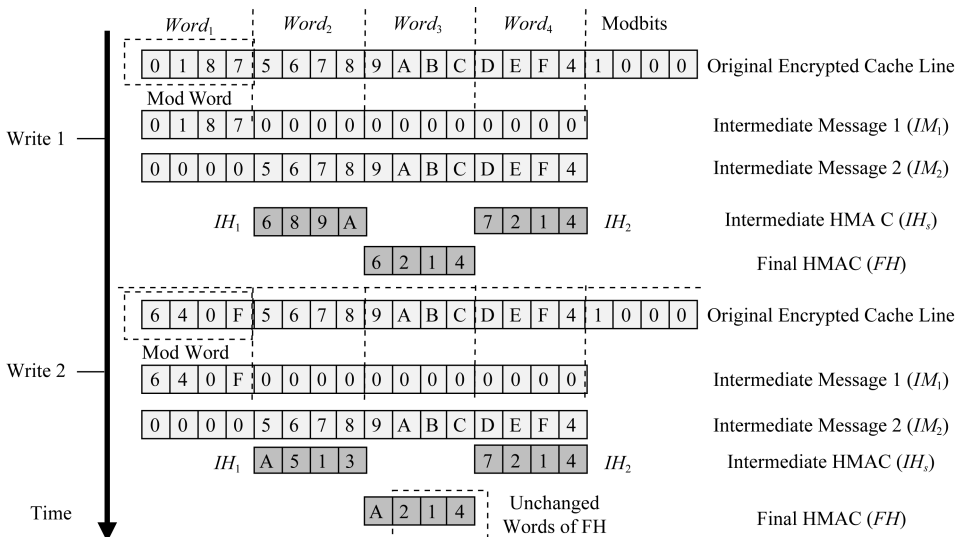 Word1 Word2 Word3 Word4 Modbits
0 1 8 7 5 6 7 8 9 A B C D E F 4 1 0 0 0 Original Encrypted Cache Line
Mod Word
Write 1
0 1 8 7 0 0 0 0 0 0 0 0 0 0 0 0 Intermediate Message 1 (IM1)
0 0 0 0 5 6 7 8 9 A B C D E F 4 Intermediate Message 2 (IM2)
IH1 6 8 9 A 7 2 1 4 IH2 Intermediate HMA C (IHs)
6 2 1 4 Final HMAC (FH)
6 4 0 F 5 6 7 8 9 A B C D E F 4 1 0 0 0 Original Encrypted Cache Line
Mod Word
Write 2
6 4 0 F 0 0 0 0 0 0 0 0 0 0 0 0 Intermediate Message 1 (IM1)
0 0 0 0 5 6 7 8 9 A B C D E F 4 Intermediate Message 2 (IM2)
IH1 A 5 1 3 7 2 1 4 IH2 Intermediate HMAC (IHs)
Time A 2 1 4 Unchanged
Words of FH Final HMAC (FH)